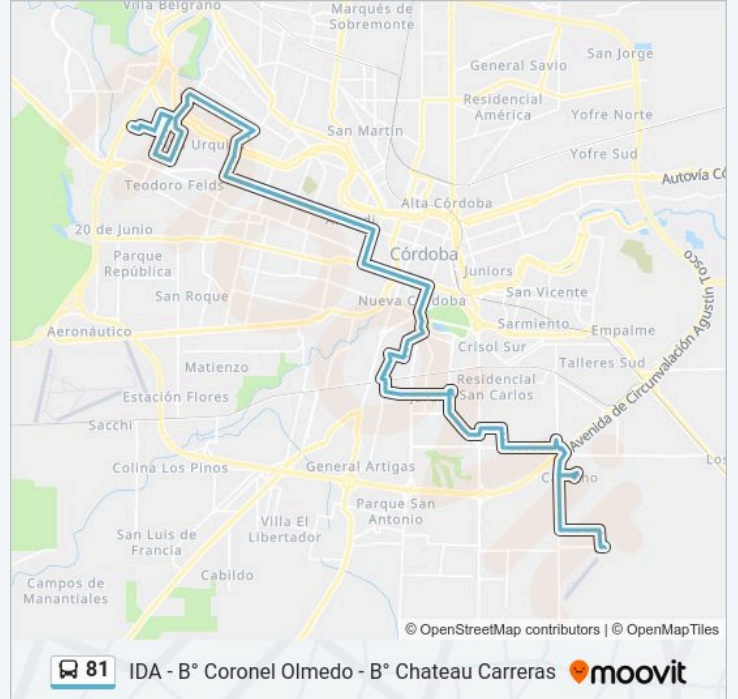 Villa Belgrano
Marqués de
Sobremonte
San Jorge
General Savio
Residencial
América
Yofre Norte
San Martín
Urqui
Yofre Sud
Teodoro Felds
Autovía Có
Alta Córdoba
20 de Junio
Córdoba
Parque
República
Juniors
San Roque
San Vicente
Nueva Córdoba
Sarmiento
Empalme
Avenida de Circunvalación Agustín Tosco
Aeronáutico
Crisol Sur
Matienzo
Talleres Sud
Residencial
San Carlos
Estación Flores
Sacchi
Los
Colina Los Pinos
General Artigas
Parque San
Antonio
Villa El
Libertador
San Luis de
Francia
Cabildo
Campos de
Manantiales
© OpenStreetMap contributors | © OpenMapTiles
81 IDA - B° Coronel Olmedo - B° Chateau Carreras moovit